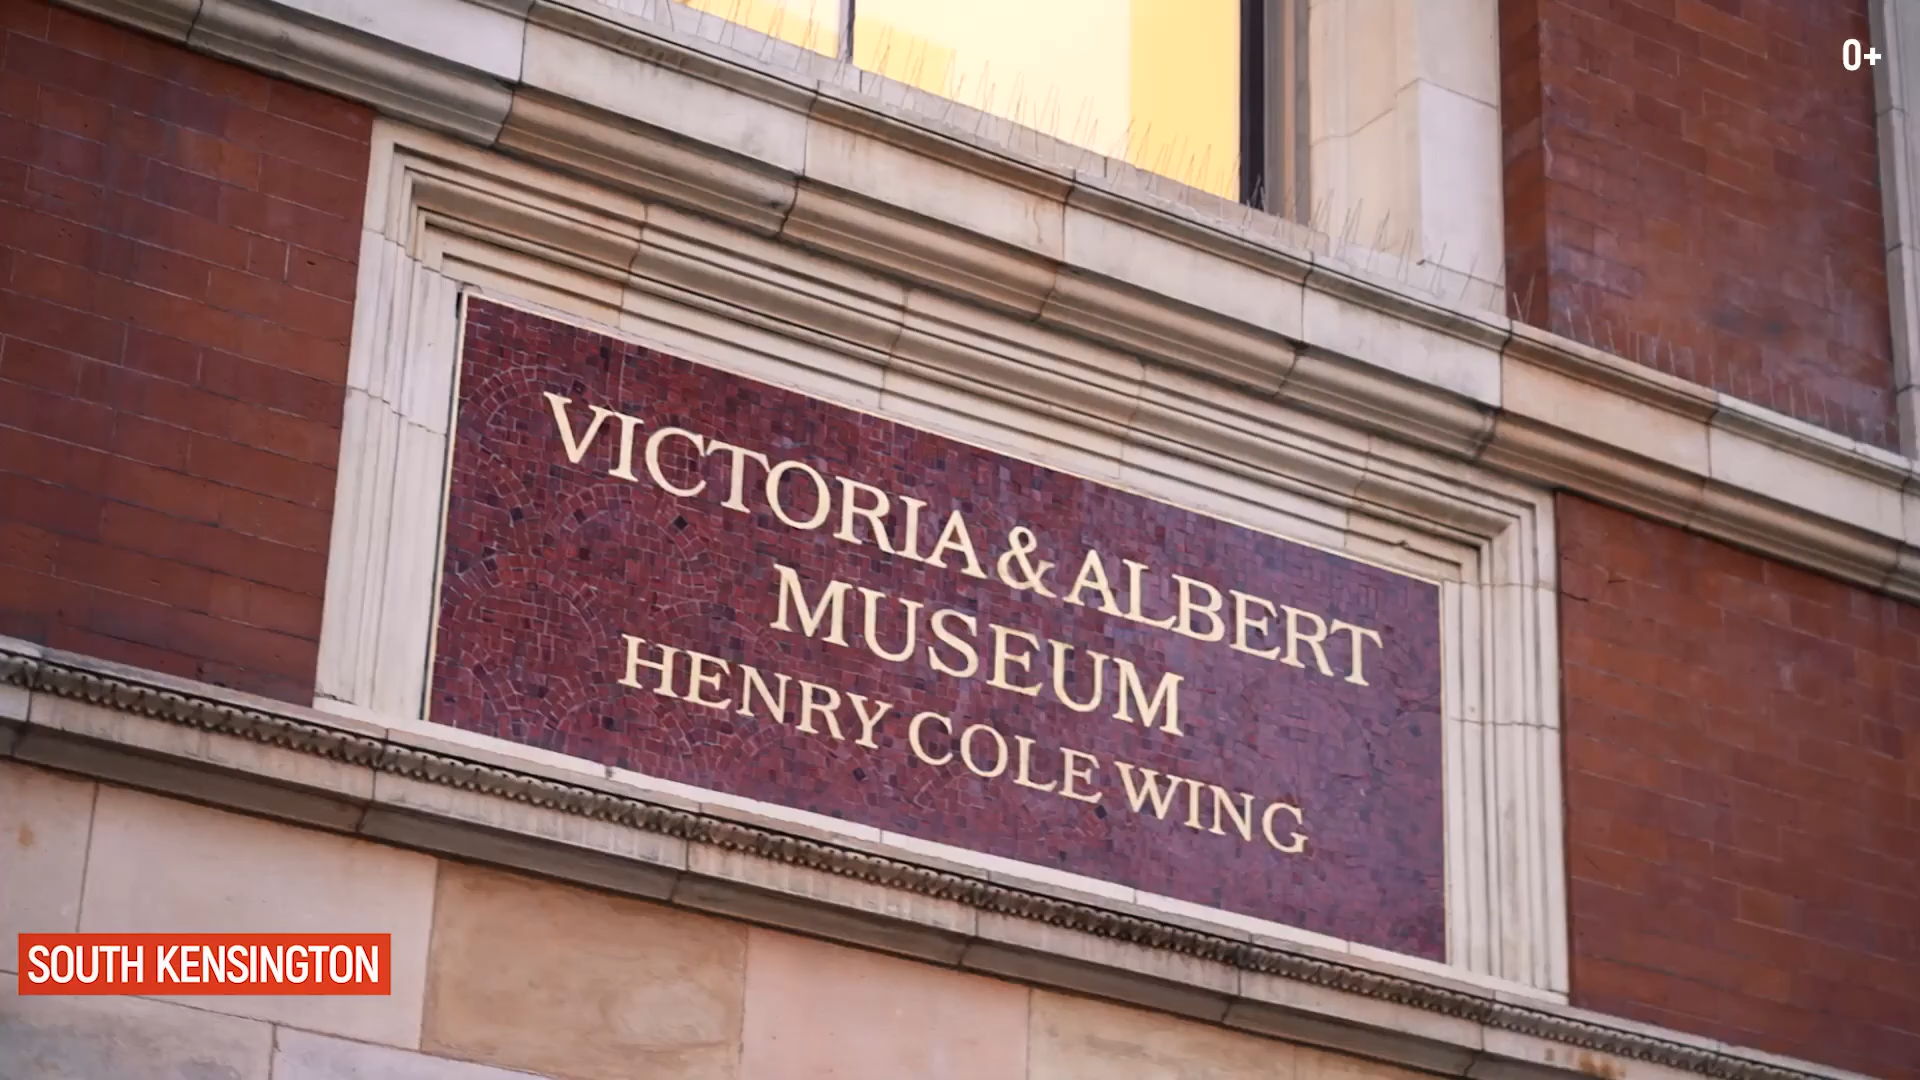 0+
VICTORIA & ALBERT
MUSEUM
HENRY COLE WING
SOUTH KENSINGTON